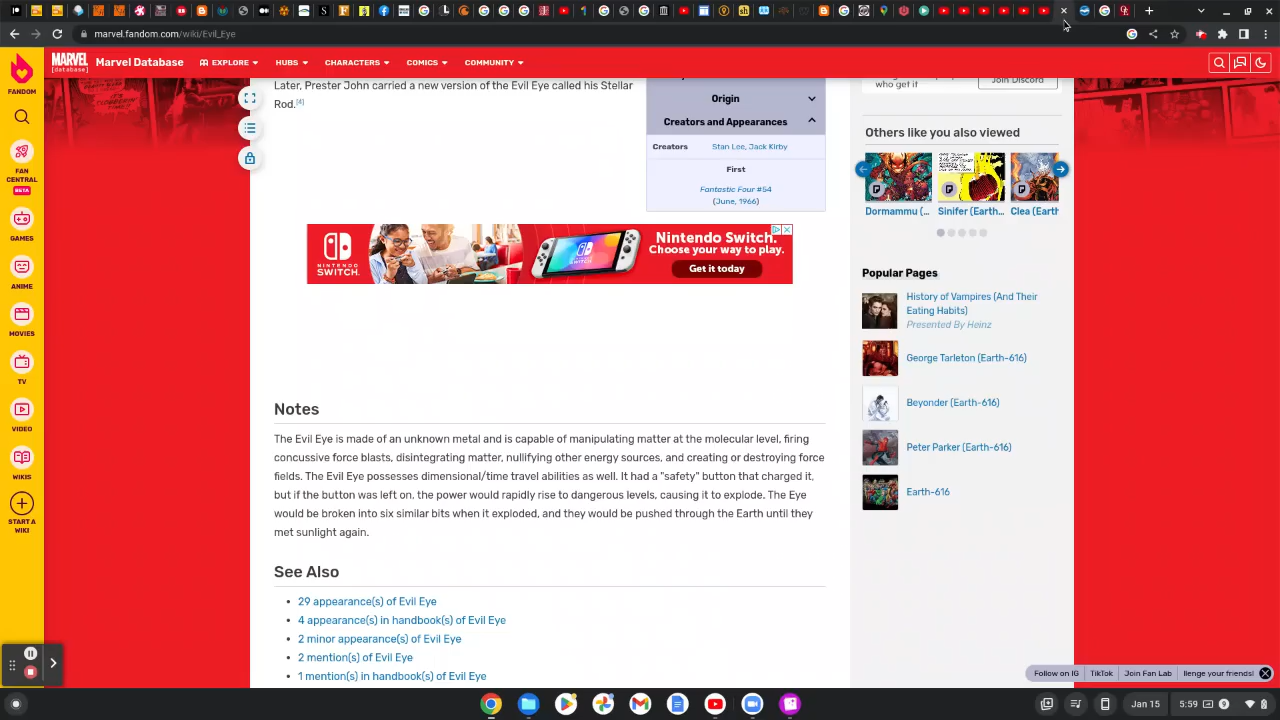 marvel.fandom.com/wiki/Evil_Eye
MARVEL
database
Marvel Database
EXPLORE
HUBS
CHARACTERS
COMICS
COMMUNITY
FANDOM
FAN
CENTRAL
BETA
GAMES
ANIME
MOVIES
TV
VIDEO
WIKIS
START A
WIKI
Later, Prester John carried a new version of the Evil Eye called his Stellar
Rod.[4]
Origin
Creators and Appearances
Creators Stan Lee, Jack Kirby
First
Fantastic Four #54
(June, 1966)
NINTENDO
SWITCH.
Nintendo Switch.
Choose your way to play.
Get it today
Notes
The Evil Eye is made of an unknown metal and is capable of manipulating matter at the molecular level, firing
concussive force blasts, disintegrating matter, nullifying other energy sources, and creating or destroying force
fields. The Evil Eye possesses dimensional/time travel abilities as well. It had a "safety" button that charged it,
but if the button was left on, the power would rapidly rise to dangerous levels, causing it to explode. The Eye
would be broken into six similar bits when it exploded, and they would be pushed through the Earth until they
met sunlight again.
See Also
29 appearance(s) of Evil Eye
4 appearance(s) in handbook(s) of Evil Eye
2 minor appearance(s) of Evil Eye
2 mention(s) of Evil Eye
1 mention(s) in handbook(s) of Evil Eye
who get it
Join Discord
Others like you also viewed
Dormammu (...
Sinifer (Earth...
Clea (Earth
Popular Pages
History of Vampires (And Their
Eating Habits)
Presented By Heinz
George Tarleton (Earth-616)
Beyonder (Earth-616)
Peter Parker (Earth-616)
Earth-616
Follow on IG
TikTok
Join Fan Lab
llenge your friends!
Jan 15
5:59